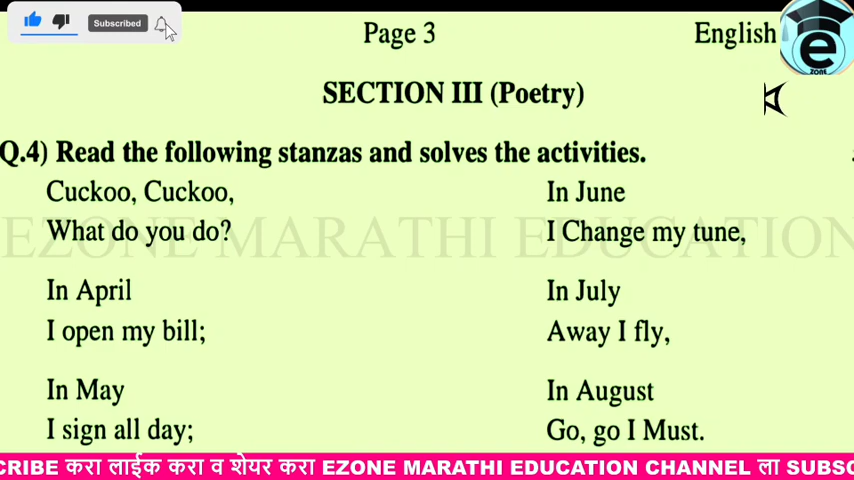 Subscribed
Page 3
English
e
ZONE
SECTION III (Poetry)
Q.4) Read the following stanzas and solves the activities.
Cuckoo, Cuckoo,
What do you do?
In April
I open my bill;
In May
I sign all day;
In June
I Change my tune,
In July
Away I fly,
In August
Go, go I Must.
EZONE MARATHI EDUCATION
CRIBE करा लाईक करा व शेयर करा EZONE MARATHI EDUCATION CHANNEL ला SUBSC